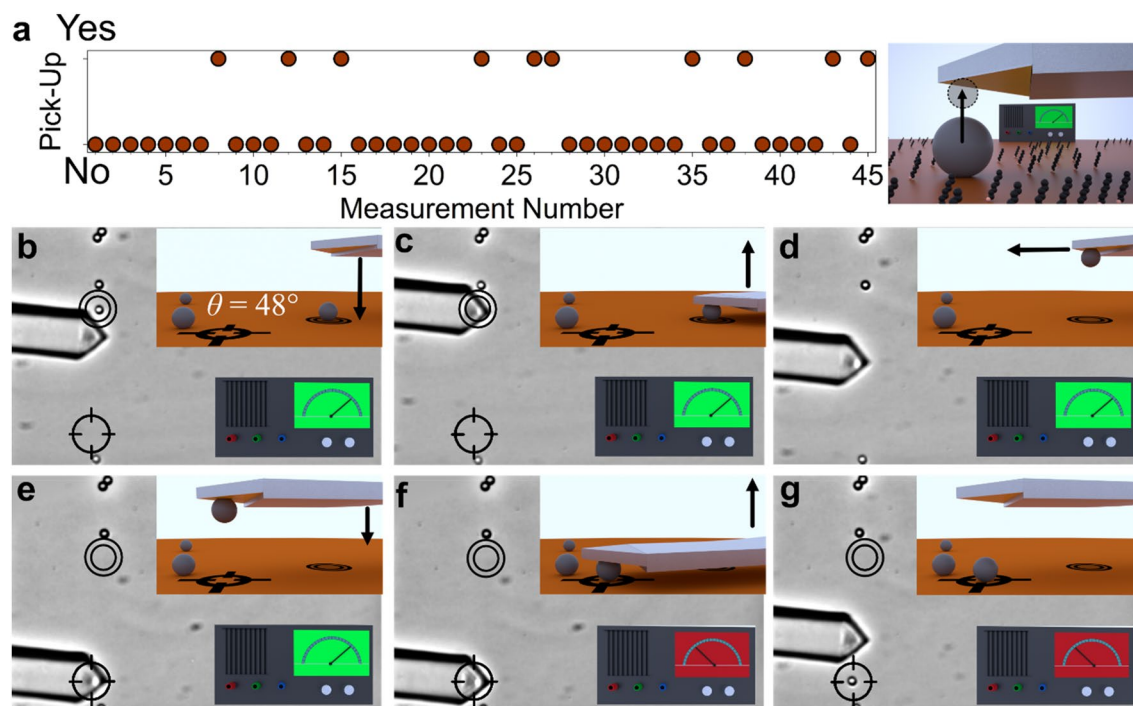 a
Yes
Pick-Up
No
5
10
15
20
25
30
35
40
45
Measurement Number
b
θ = 48°
c
d
e
f
g